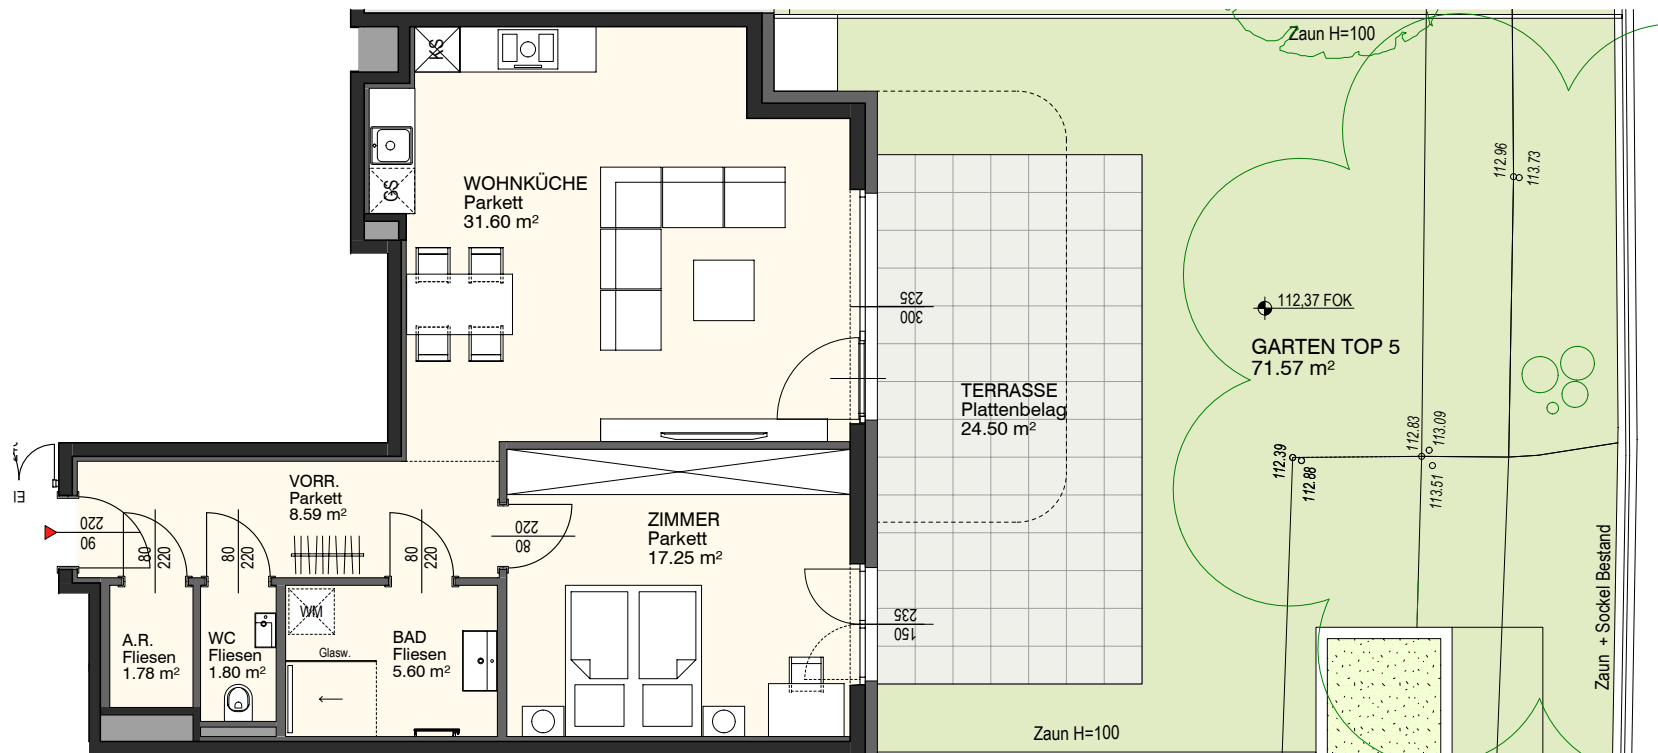 Zaun H=100
KS
GS
WOHNKÜCHE
Parkett
31.60 m²
112.96
113.73
235
300
112,37 FOK
GARTEN TOP 5
71.57 m²
TERRASSE
Plattenbelag
24.50 m²
112.83
113.09
112.39
112.88
113.51
VORR.
Parkett
8.59 m²
220
90
80
220
80
220
80
220
220
80
ZIMMER
Parkett
17.25 m²
WM
Glasw.
A.R.
Fliesen
1.78 m²
WC
Fliesen
1.80 m²
BAD
Fliesen
5.60 m²
235
150
Zaun + Sockel Bestand
Zaun H=100